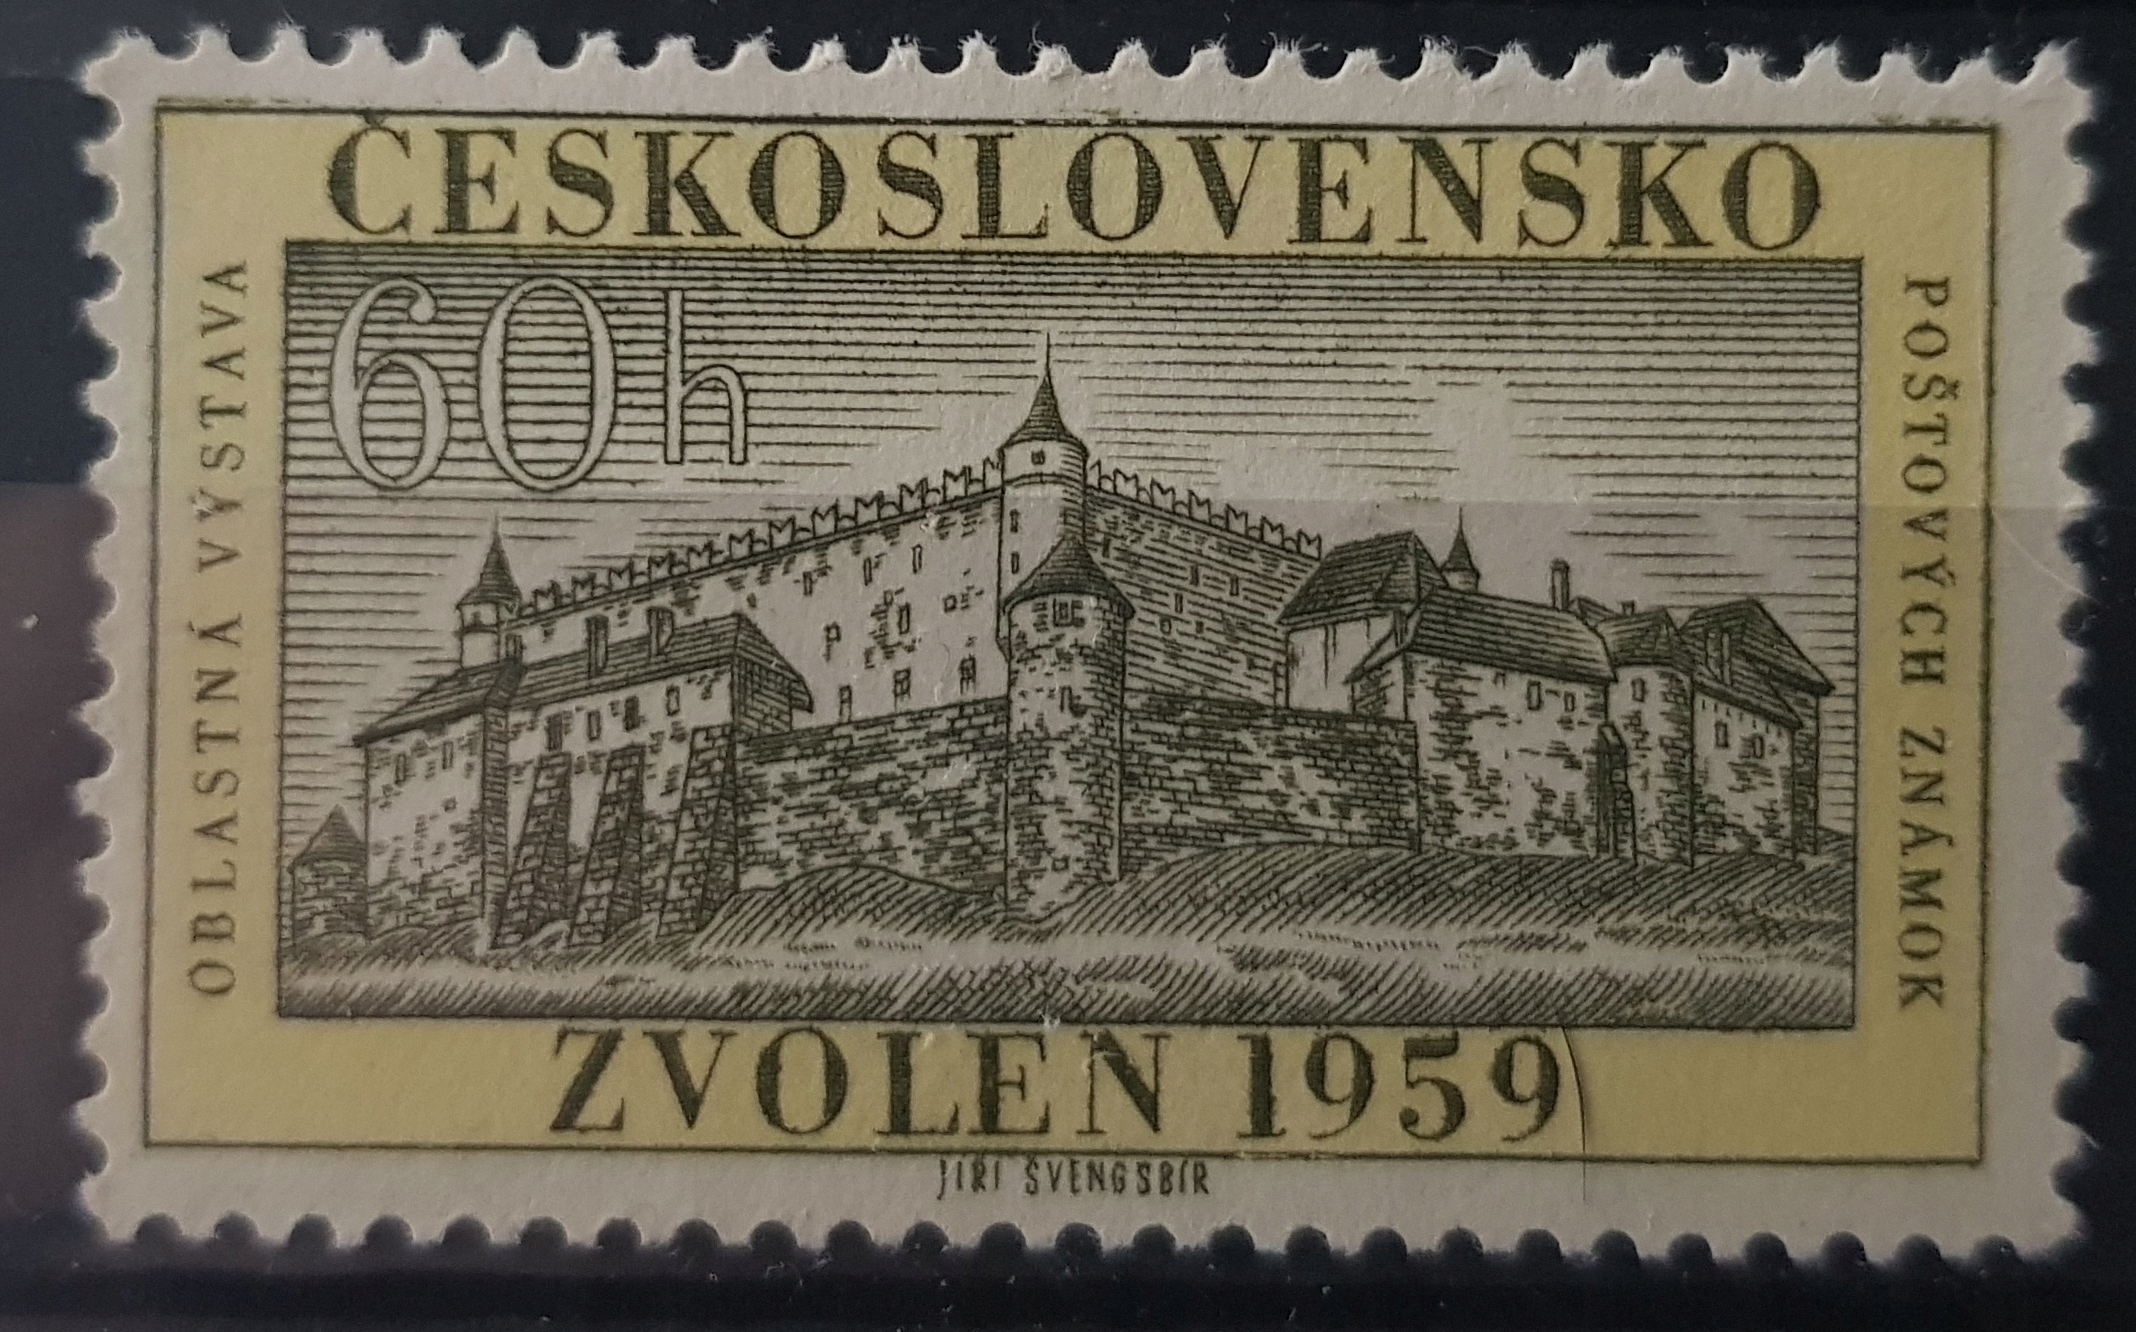 ČESKOSLOVENSKO
60h
OBLASTNÁ VÝSTAVA
POŠTOVÝCH ZNÁMOK
ZVOLEN 1959
JIŘÍ ŠVENGSBÍR